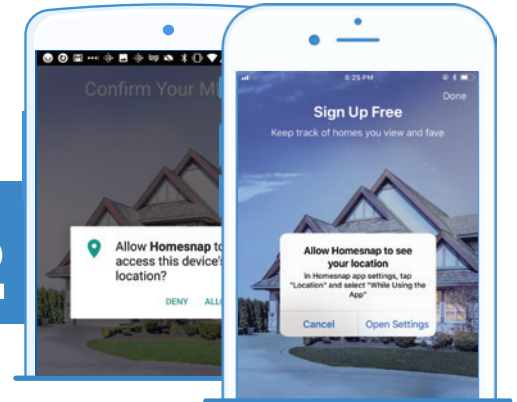 Confirm Your
Allow Homesnap to
access this device's
location?
DENY
8:25 PM
Done
Sign Up Free
Keep track of homes you view and fave
Allow Homesnap to see
your location
In Homesnap app settings, tap
"Location" and select "While Using the
App"
Cancel Open Settings